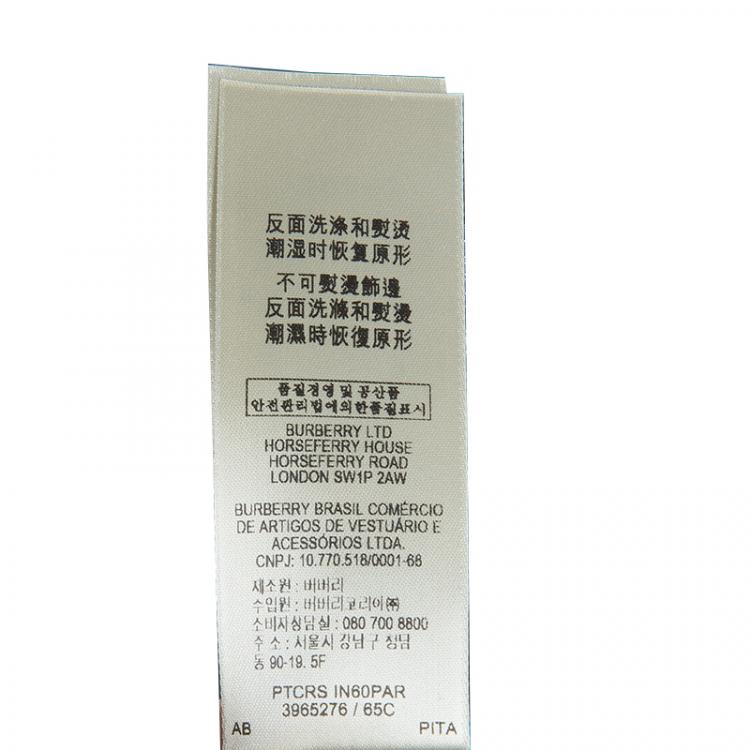 反面洗涤和熨烫
潮湿时恢复原形
不可熨燙飾邊
反面洗滌和熨燙
潮濕時恢復原形
품질경영 및 공산품
안전관리법에의한품질표시
BURBERRY LTD
HORSEFERRY HOUSE
HORSEFERRY ROAD
LONDON SW1P 2AW
BURBERRY BRASIL COMÉRCIO
DE ARTIGOS DE VESTUÁRIO E
ACESSÓRIOS LTDA.
CNPJ: 10.770.518/0001-66
제소원 : 버버리
수입원 : 버버리코리아㈜
소비자상담실 : 080 700 8800
주 소 : 서울시 강남구 청담
동 90-19. 5F
PTCRS IN60PAR
3965276 / 65C
AB PITA